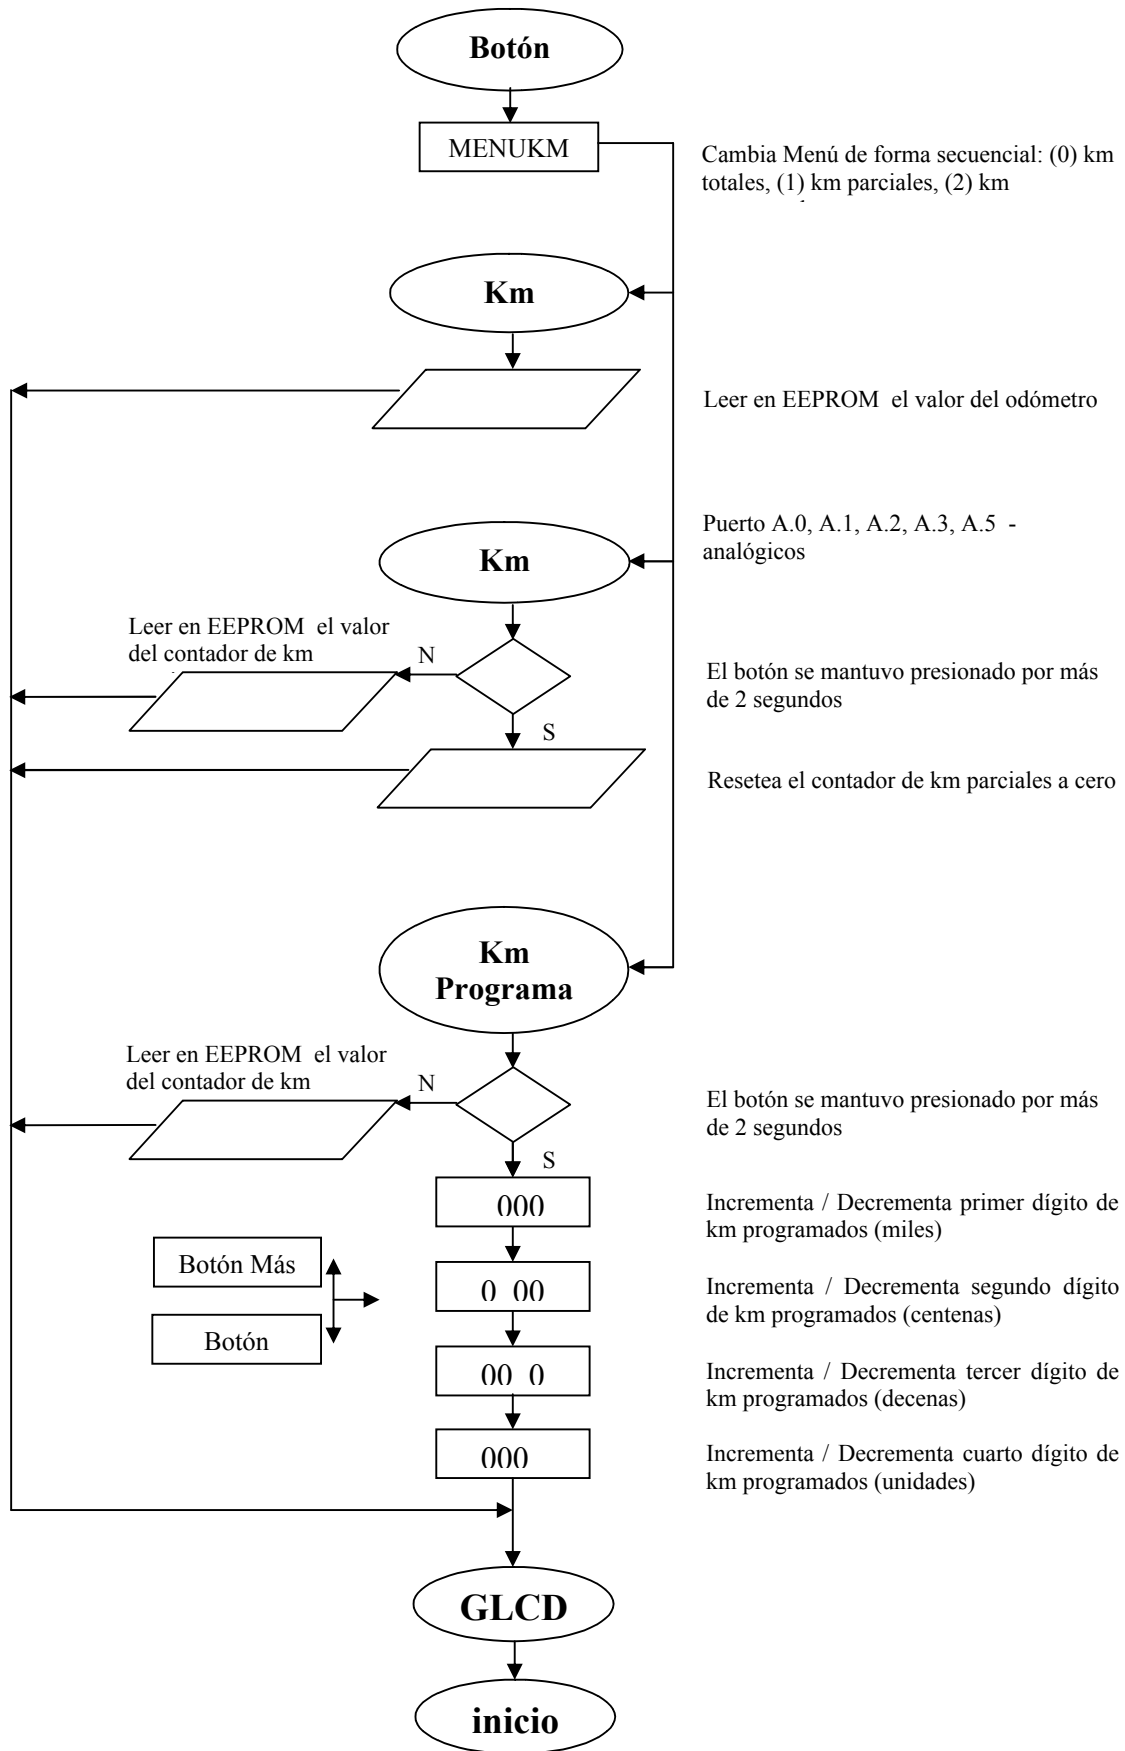 Botón
MENUKM
Cambia Menú de forma secuencial: (0) km
totales, (1) km parciales, (2) km
Km
Leer en EEPROM el valor del odómetro
Puerto A.0, A.1, A.2, A.3, A.5 -
analógicos
Km
Leer en EEPROM el valor
del contador de km
N
El botón se mantuvo presionado por más
de 2 segundos
S
Resetea el contador de km parciales a cero
Km
Programa
Leer en EEPROM el valor
del contador de km
N
El botón se mantuvo presionado por más
de 2 segundos
S
000
Incrementa / Decrementa primer dígito de
km programados (miles)
Botón Más
0 00
Incrementa / Decrementa segundo dígito
de km programados (centenas)
Botón
00 0
Incrementa / Decrementa tercer dígito de
km programados (decenas)
000
Incrementa / Decrementa cuarto dígito de
km programados (unidades)
GLCD
inicio